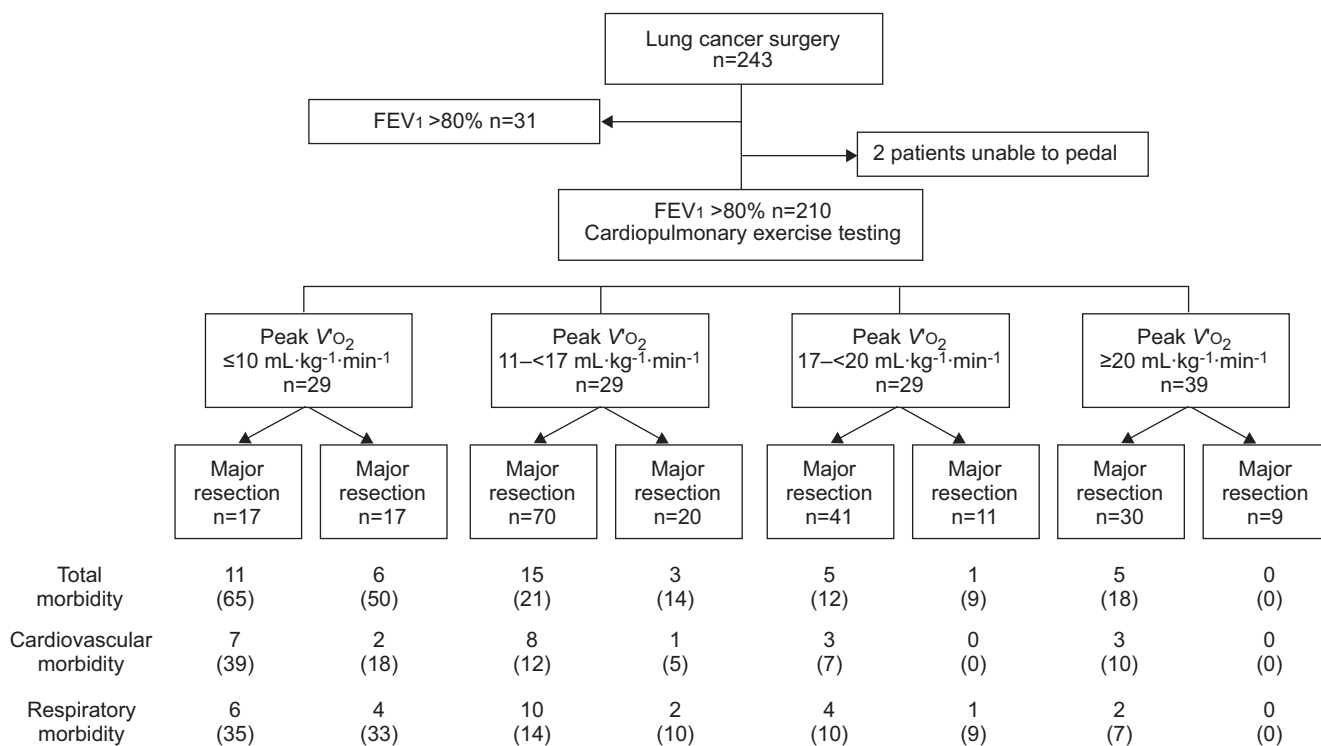 Lung cancer surgery
n=243
FEV1 >80% n=31
2 patients unable to pedal
FEV1 >80% n=210
Cardiopulmonary exercise testing
Peak V'O2
≤10 mL·kg-1·min-1
n=29
Peak V'O2
11–<17 mL·kg-1·min-1
n=29
Peak V'O2
17–<20 mL·kg-1·min-1
n=29
Peak V'O2
≥20 mL·kg-1·min-1
n=39
Major
resection
n=17
Major
resection
n=17
Major
resection
n=70
Major
resection
n=20
Major
resection
n=41
Major
resection
n=11
Major
resection
n=30
Major
resection
n=9
Total 11 6 15 3 5 1 5 0
morbidity (65) (50) (21) (14) (12) (9) (18) (0)
Cardiovascular 7 2 8 1 3 0 3 0
morbidity (39) (18) (12) (5) (7) (0) (10) (0)
Respiratory 6 4 10 2 4 1 2 0
morbidity (35) (33) (14) (10) (10) (9) (7) (0)